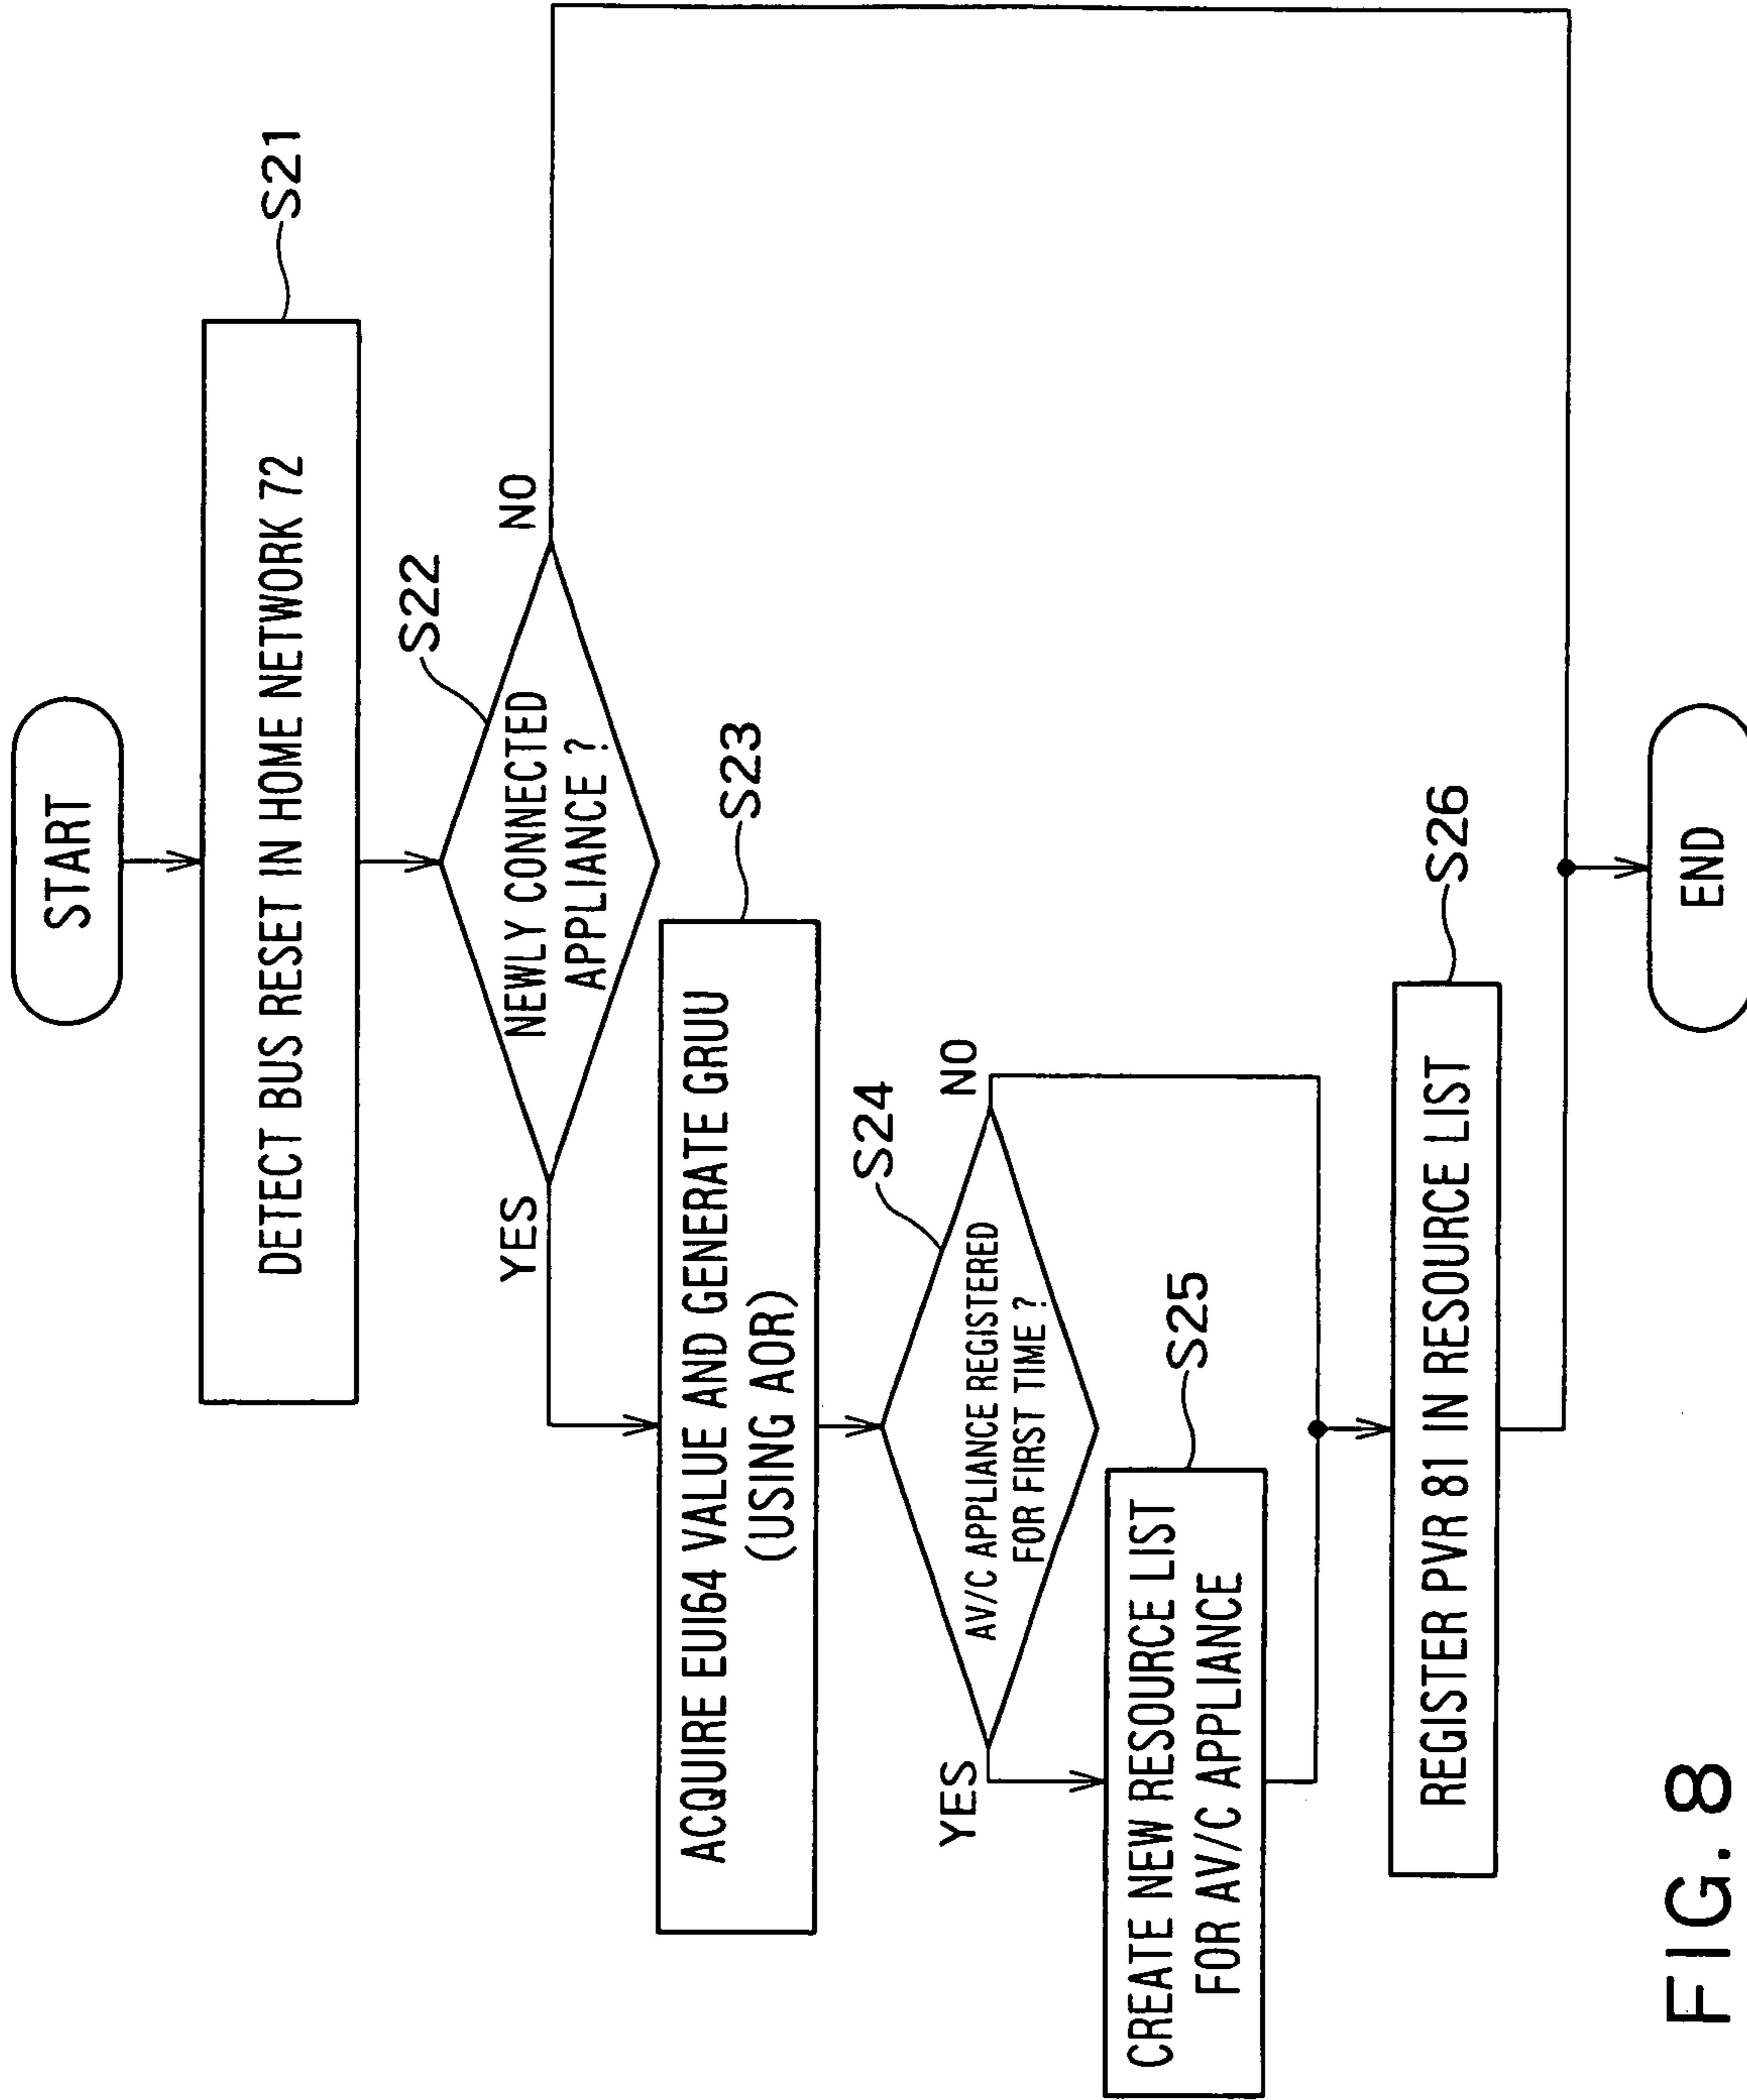 START
DETECT BUS RESET IN HOME NETWORK 72
S21
NEWLY CONNECTED
APPLIANCE ?
S22
NO
YES
ACQUIRE EUI64 VALUE AND GENERATE GRUU
(USING AOR)
S23
AV/C APPLIANCE REGISTERED
FOR FIRST TIME ?
S24
NO
YES
CREATE NEW RESOURCE LIST
FOR AV/C APPLIANCE
S25
REGISTER PVR 81 IN RESOURCE LIST
S26
END
FIG. 8